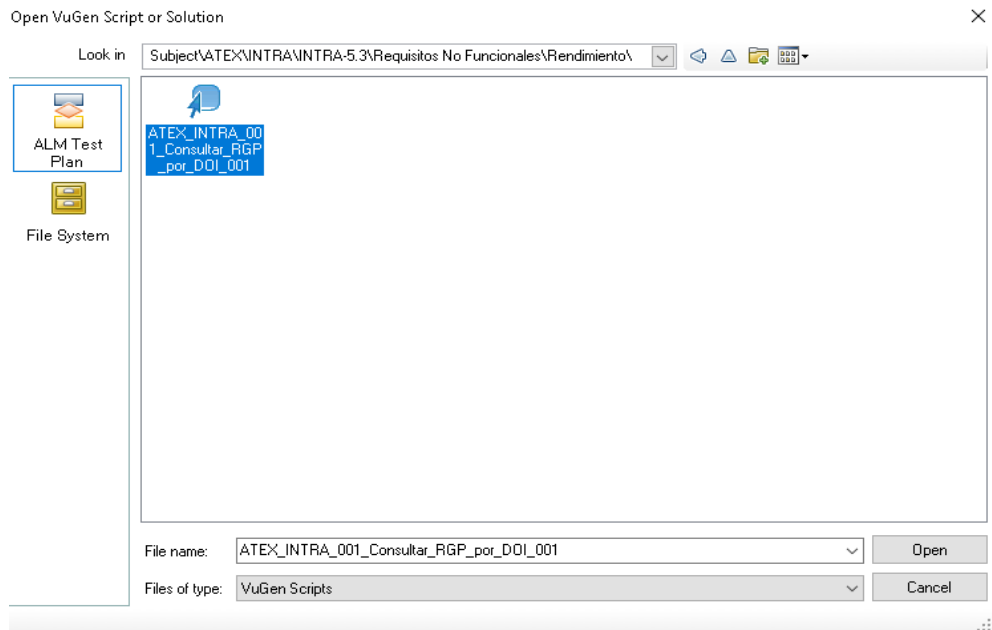 Open VuGen Script or Solution
Look in
Subject\ATEX\INTRA\INTRA-5.3\Requisitos No Funcionales\Rendimiento\
ALM Test
Plan
File System
ATEX_INTRA_00
1_Consultar_RGP
_por_DOI_001
File name:
ATEX_INTRA_001_Consultar_RGP_por_DOI_001
Open
Files of type:
VuGen Scripts
Cancel